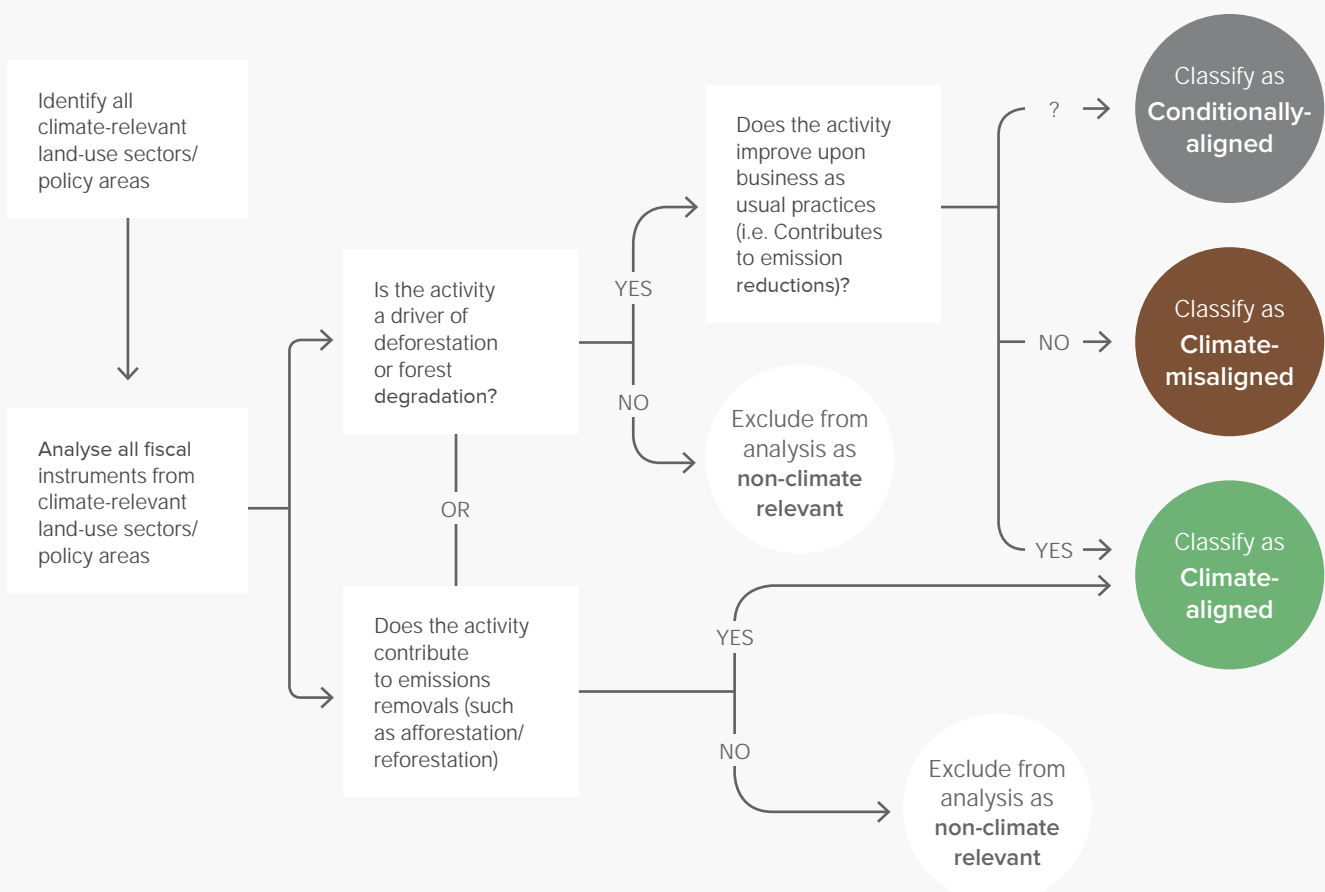 Identify all
climate-relevant
land-use sectors/
policy areas
Analyse all fiscal
instruments from
climate-relevant
land-use sectors/
policy areas
Is the activity
a driver of
deforestation
or forest
degradation?
OR
Does the activity
contribute
to emissions
removals (such
as afforestation/
reforestation)
YES
NO
Does the activity
improve upon
business as
usual practices
(i.e. Contributes
to emission
reductions)?
Exclude from
analysis as
non-climate
relevant
?
NO
YES
Classify as
Conditionally-
aligned
Classify as
Climate-
misaligned
Classify as
Climate-
aligned
YES
NO
Exclude from
analysis as
non-climate
relevant